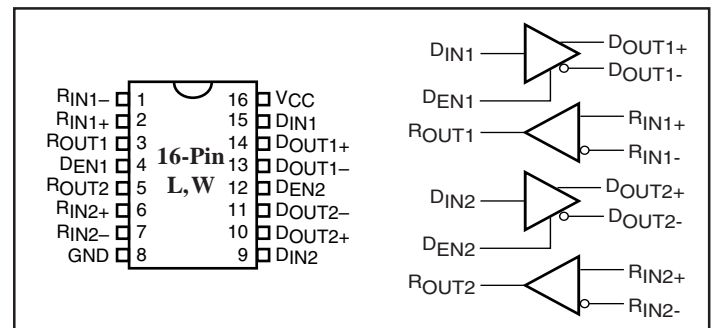 RIN1– 1 16 VCC
RIN1+ 2 15 DIN1
ROUT1 3 14 DOUT1+
DEN1 4 13 DOUT1–
ROUT2 5 12 DEN2
RIN2+ 6 11 DOUT2–
RIN2– 7 10 DOUT2+
GND 8 9 DIN2
16-Pin
L,W
DIN1
DOUT1+
DOUT1-
DEN1
ROUT1
RIN1+
RIN1-
DIN2
DOUT2+
DOUT2-
DEN2
ROUT2
RIN2+
RIN2-